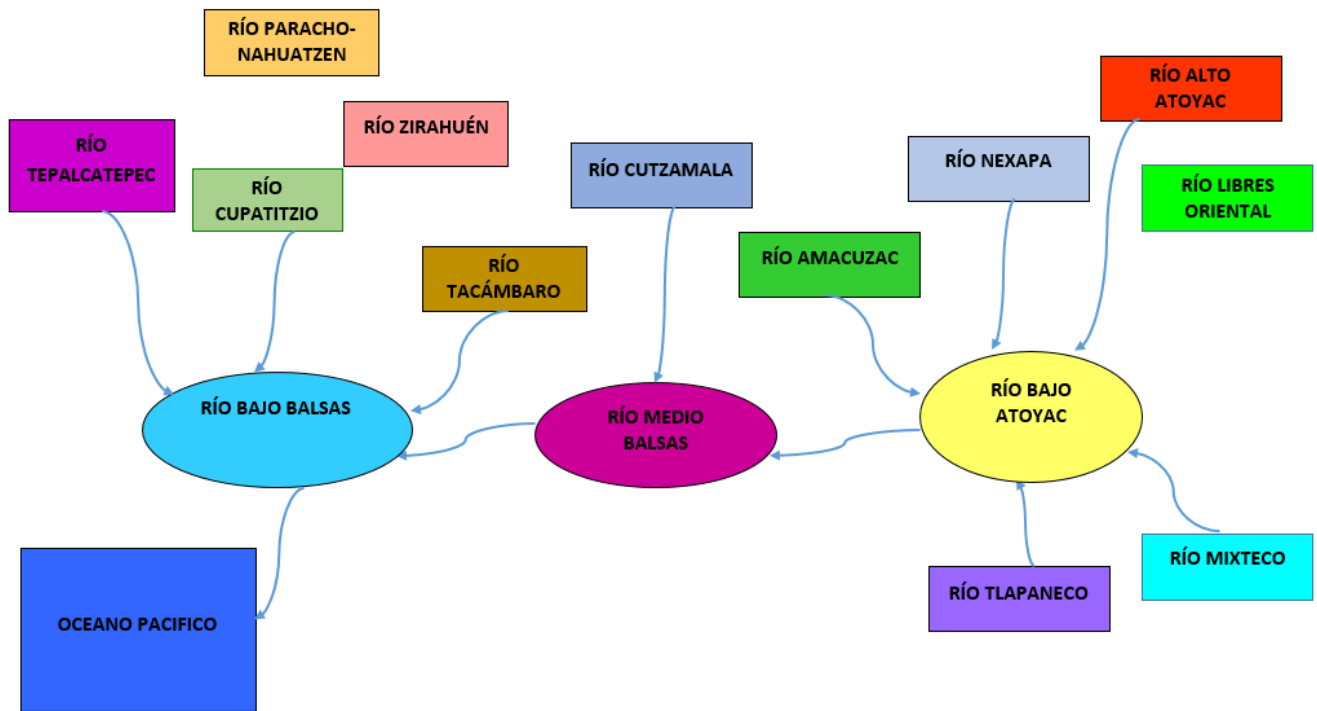 RÍO PARACHO-
NAHUATZEN
RÍO ALTO
ATOYAC
RÍO ZIRAHUÉN
RÍO
TEPALCATEPEC
RÍO CUTZAMALA
RÍO NEXAPA
RÍO
CUPATITZIO
RÍO LIBRES
ORIENTAL
RÍO AMACUZAC
RÍO
TACÁMBARO
RÍO BAJO BALSAS
RÍO MEDIO
BALSAS
RÍO BAJO
ATOYAC
RÍO MIXTECO
RÍO TLAPANECO
OCEANO PACIFICO